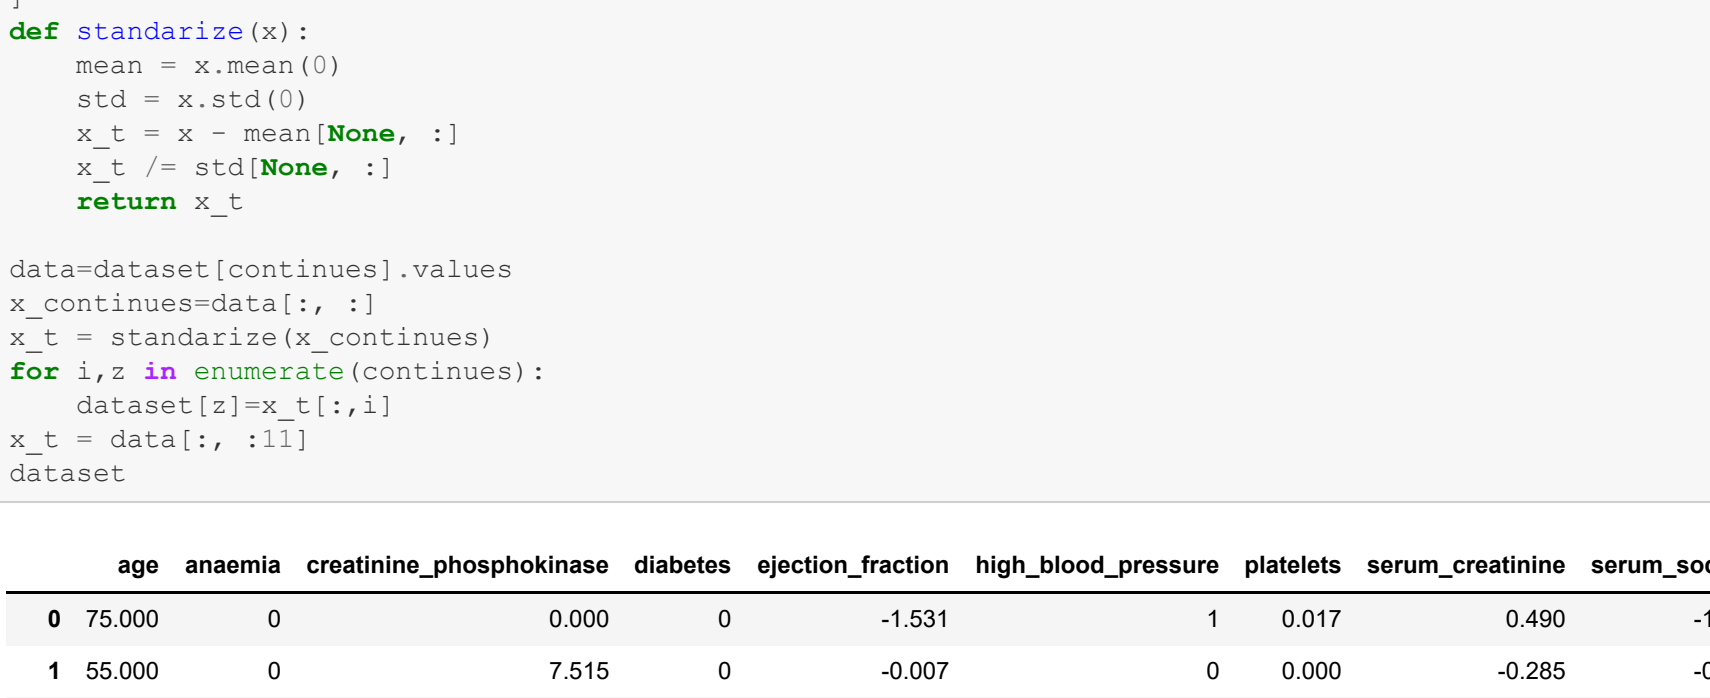 ]
def standarize(x):
    mean = x.mean(0)
    std = x.std(0)
    x_t = x - mean[None, :]
    x_t /= std[None, :]
    return x_t

data=dataset[continues].values
x_continues=data[:, :]
x_t = standarize(x_continues)
for i,z in enumerate(continues):
    dataset[z]=x_t[:,i]
x_t = data[:, :11]
dataset
age anaemia creatinine_phosphokinase diabetes ejection_fraction high_blood_pressure platelets serum_creatinine serum_so
0 75.000 0 0.000 0 -1.531 1 0.017 0.490 -1
1 55.000 0 7.515 0 -0.007 0 0.000 -0.285 -0